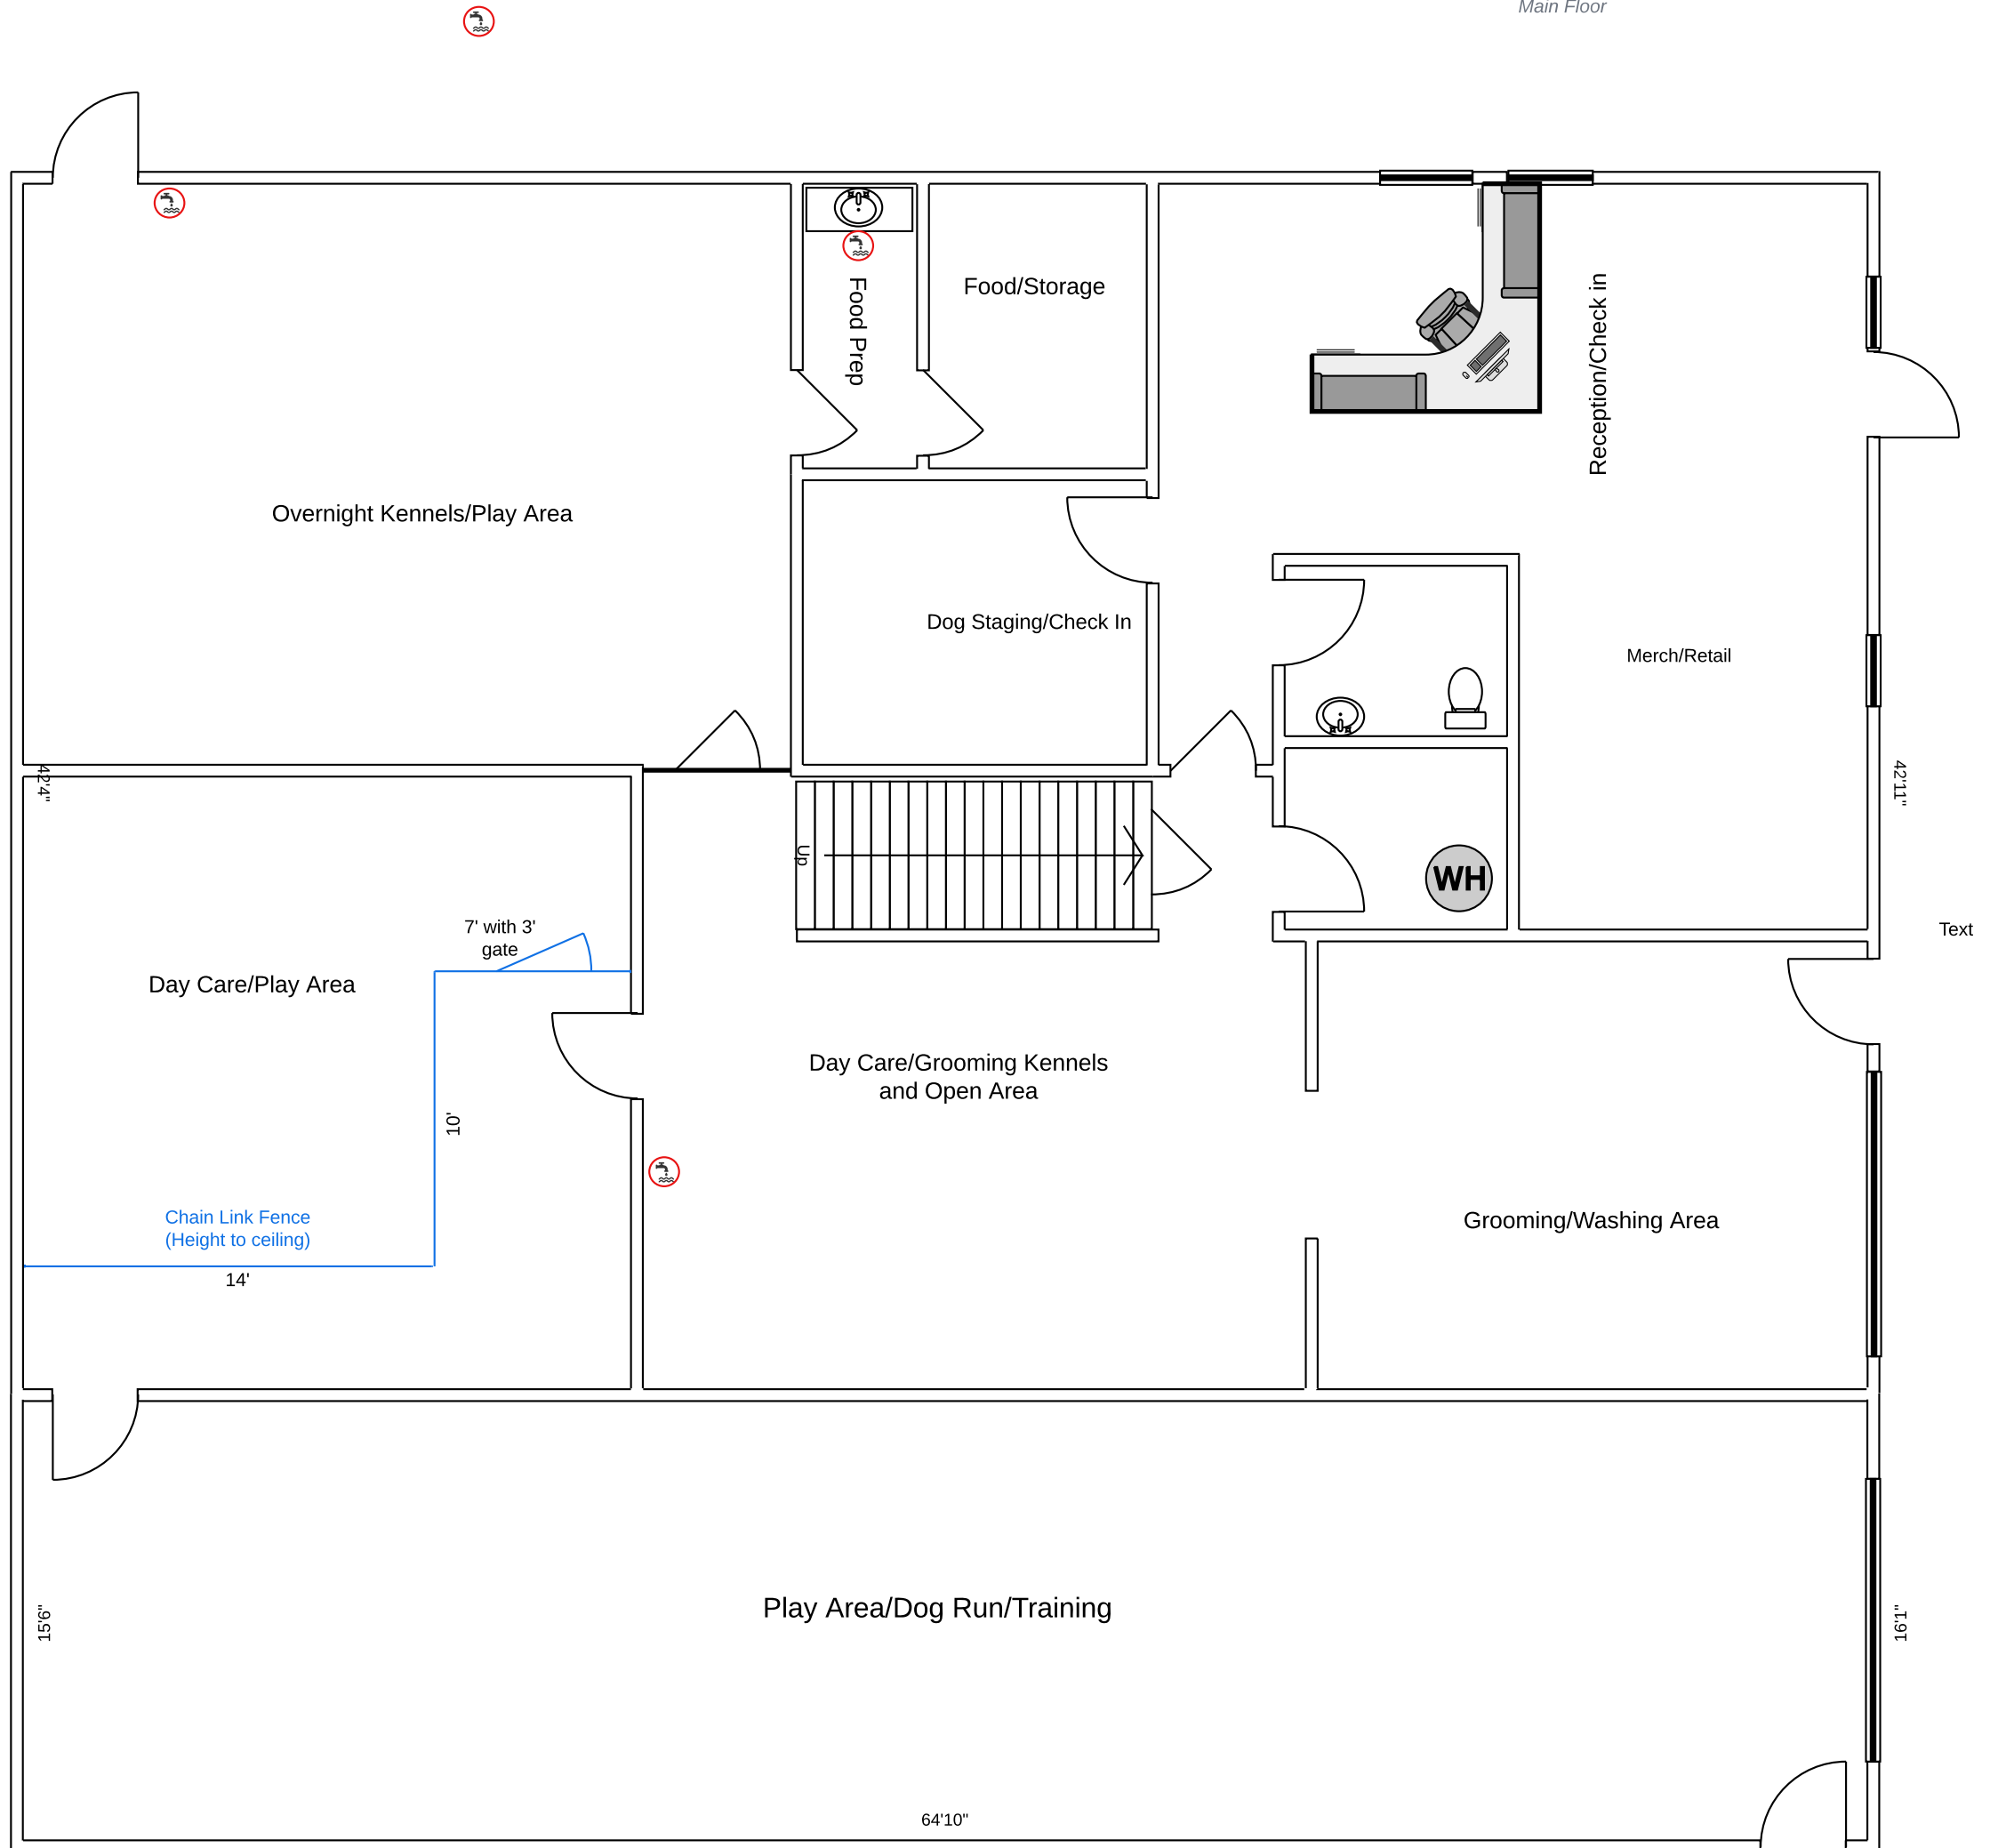 Main Floor
Food Prep
Food/Storage
Reception/Check in
Overnight Kennels/Play Area
Dog Staging/Check In
Merch/Retail
42'4"
42'11"
Up
WH
7' with 3'
gate
Text
Day Care/Play Area
Day Care/Grooming Kennels
and Open Area
10'
Chain Link Fence
(Height to ceiling)
Grooming/Washing Area
14'
Play Area/Dog Run/Training
15'6"
16'1"
64'10"